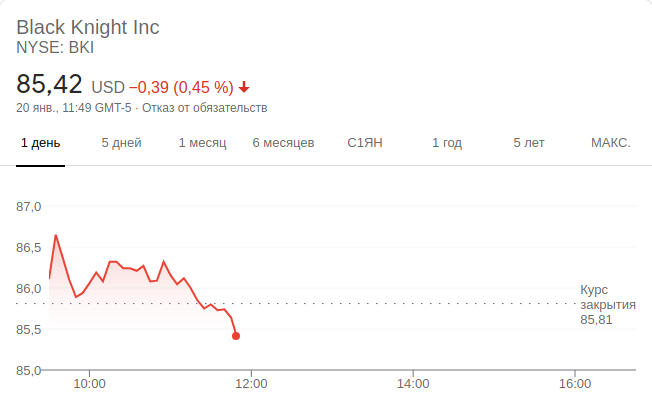 Black Knight Inc
NYSE: BKI
85,42 USD −0,39 (0,45 %)
20 янв., 11:49 GMT-5 · Отказ от обязательств
1 день 5 дней 1 месяц 6 месяцев С1ЯН 1 год 5 лет МАКС.
87,0
86,5
86,0
Курс
закрытия
85,81
85,5
85,0
10:00 12:00 14:00 16:00